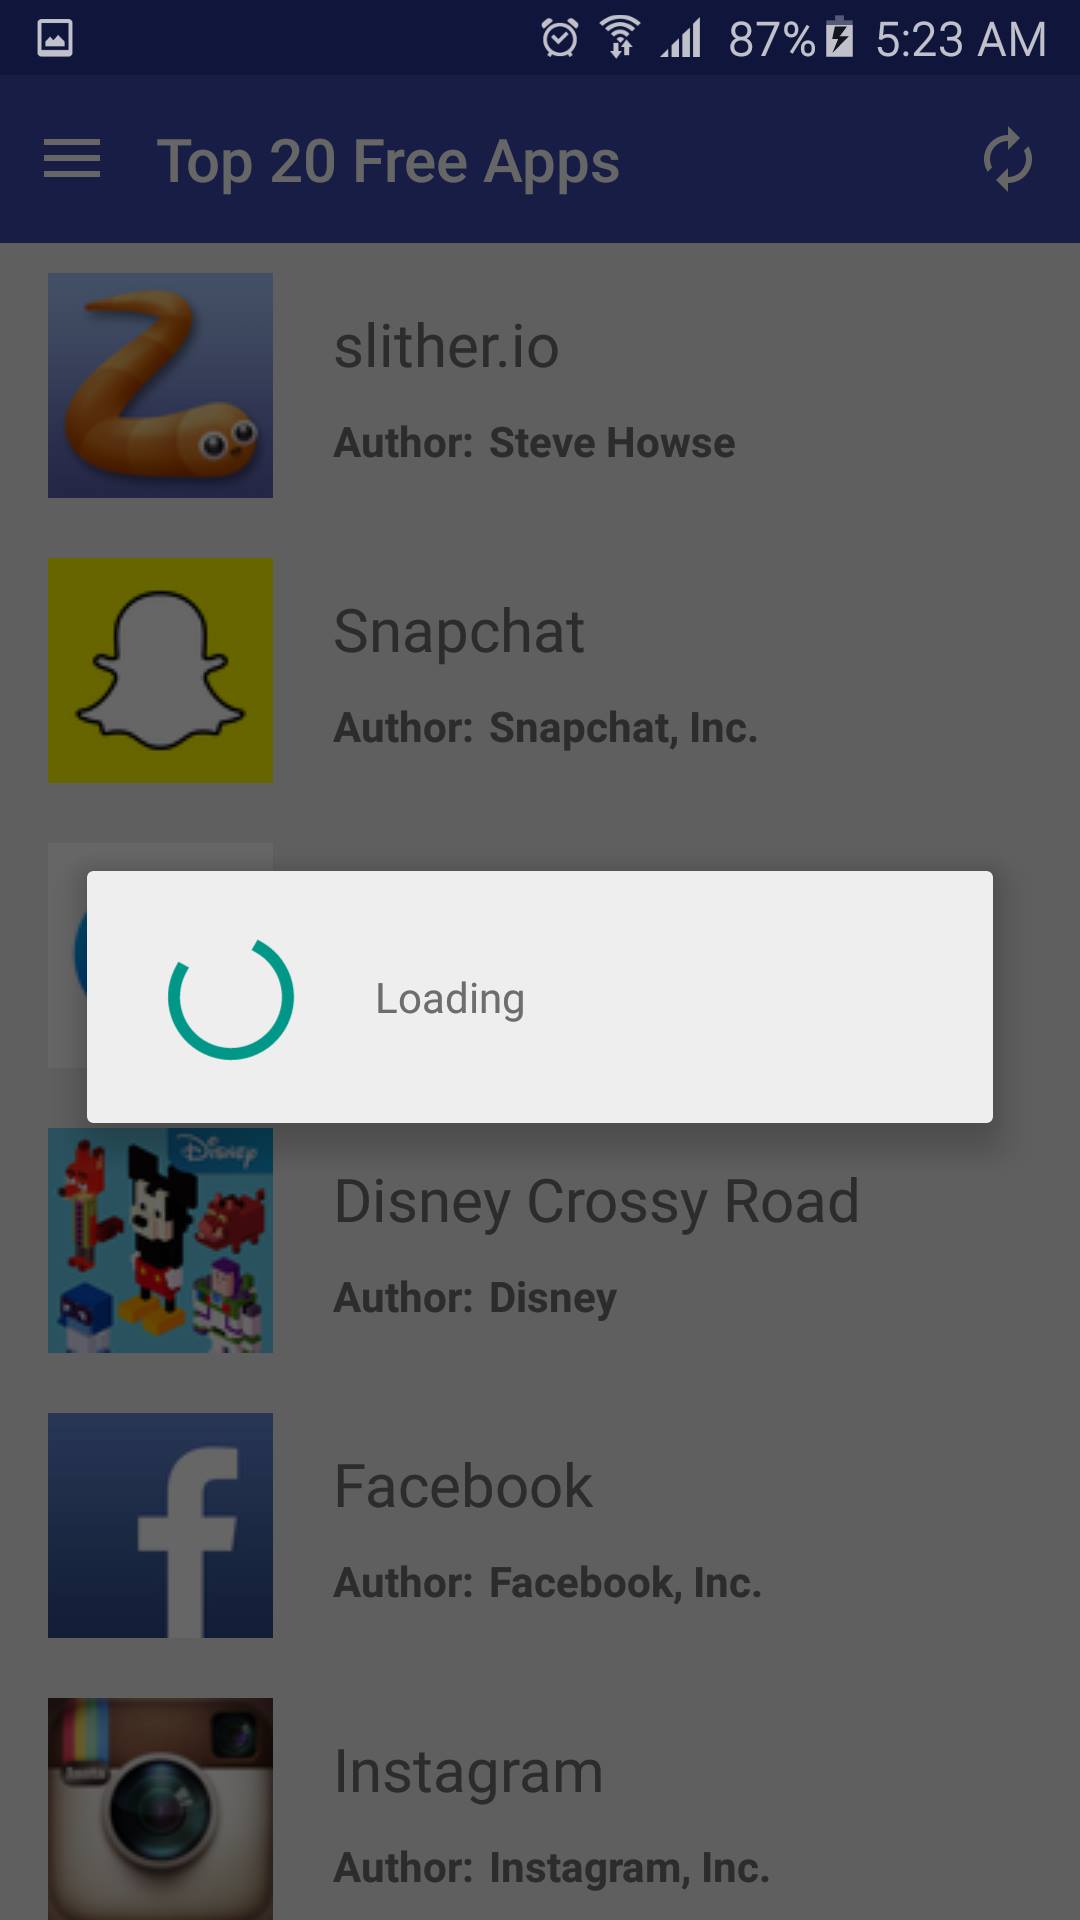 87% 5:23 AM
Top 20 Free Apps
slither.io
Author: Steve Howse
Snapchat
Author: Snapchat, Inc.
Loading
Disney
Disney Crossy Road
Author: Disney
Facebook
Author: Facebook, Inc.
Instagram
Author: Instagram, Inc.